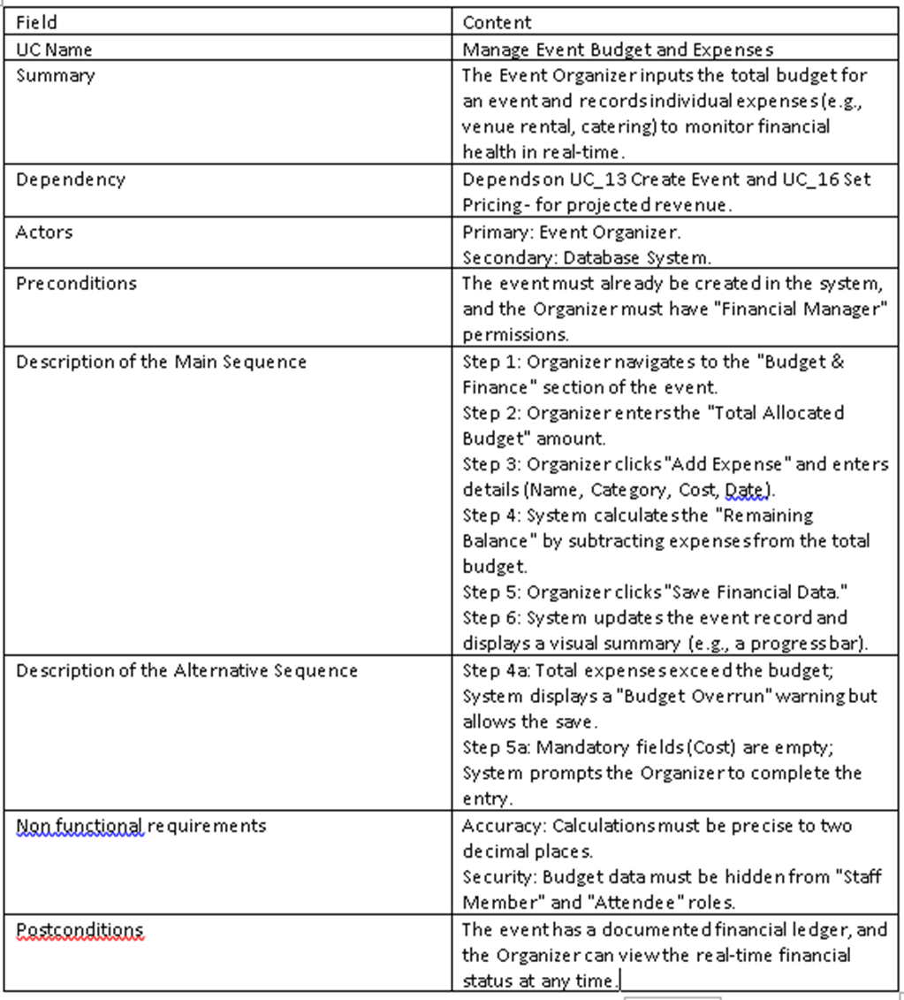 Field
Content
UC Name
Manage Event Budget and Expenses
Summary
The Event Organizer inputs the total budget for
an event and records individual expenses (e.g.,
venue rental, catering) to monitor financial
health in real-time.
Dependency
Depends on UC_13 Create Event and UC_16 Set
Pricing- for projected revenue.
Actors
Primary: Event Organizer.
Secondary: Database System.
Preconditions
The event must already be created in the system,
and the Organizer must have "Financial Manager"
permissions.
Description of the Main Sequence
Step 1: Organizer navigates to the "Budget &
Finance" section of the event.
Step 2: Organizer enters the "Total Allocated
Budget" amount.
Step 3: Organizer clicks "Add Expense" and enters
details (Name, Category, Cost, Date).
Step 4: System calculates the "Remaining
Balance" by subtracting expenses from the total
budget.
Step 5: Organizer clicks "Save Financial Data."
Step 6: System updates the event record and
displays a visual summary (e.g., a progress bar).
Description of the Alternative Sequence
Step 4a: Total expenses exceed the budget;
System displays a "Budget Overrun" warning but
allows the save.
Step 5a: Mandatory fields (Cost) are empty;
System prompts the Organizer to complete the
entry.
Non functional requirements
Accuracy: Calculations must be precise to two
decimal places.
Security: Budget data must be hidden from "Staff
Member" and "Attendee" roles.
Postconditions
The event has a documented financial ledger, and
the Organizer can view the real-time financial
status at any time.